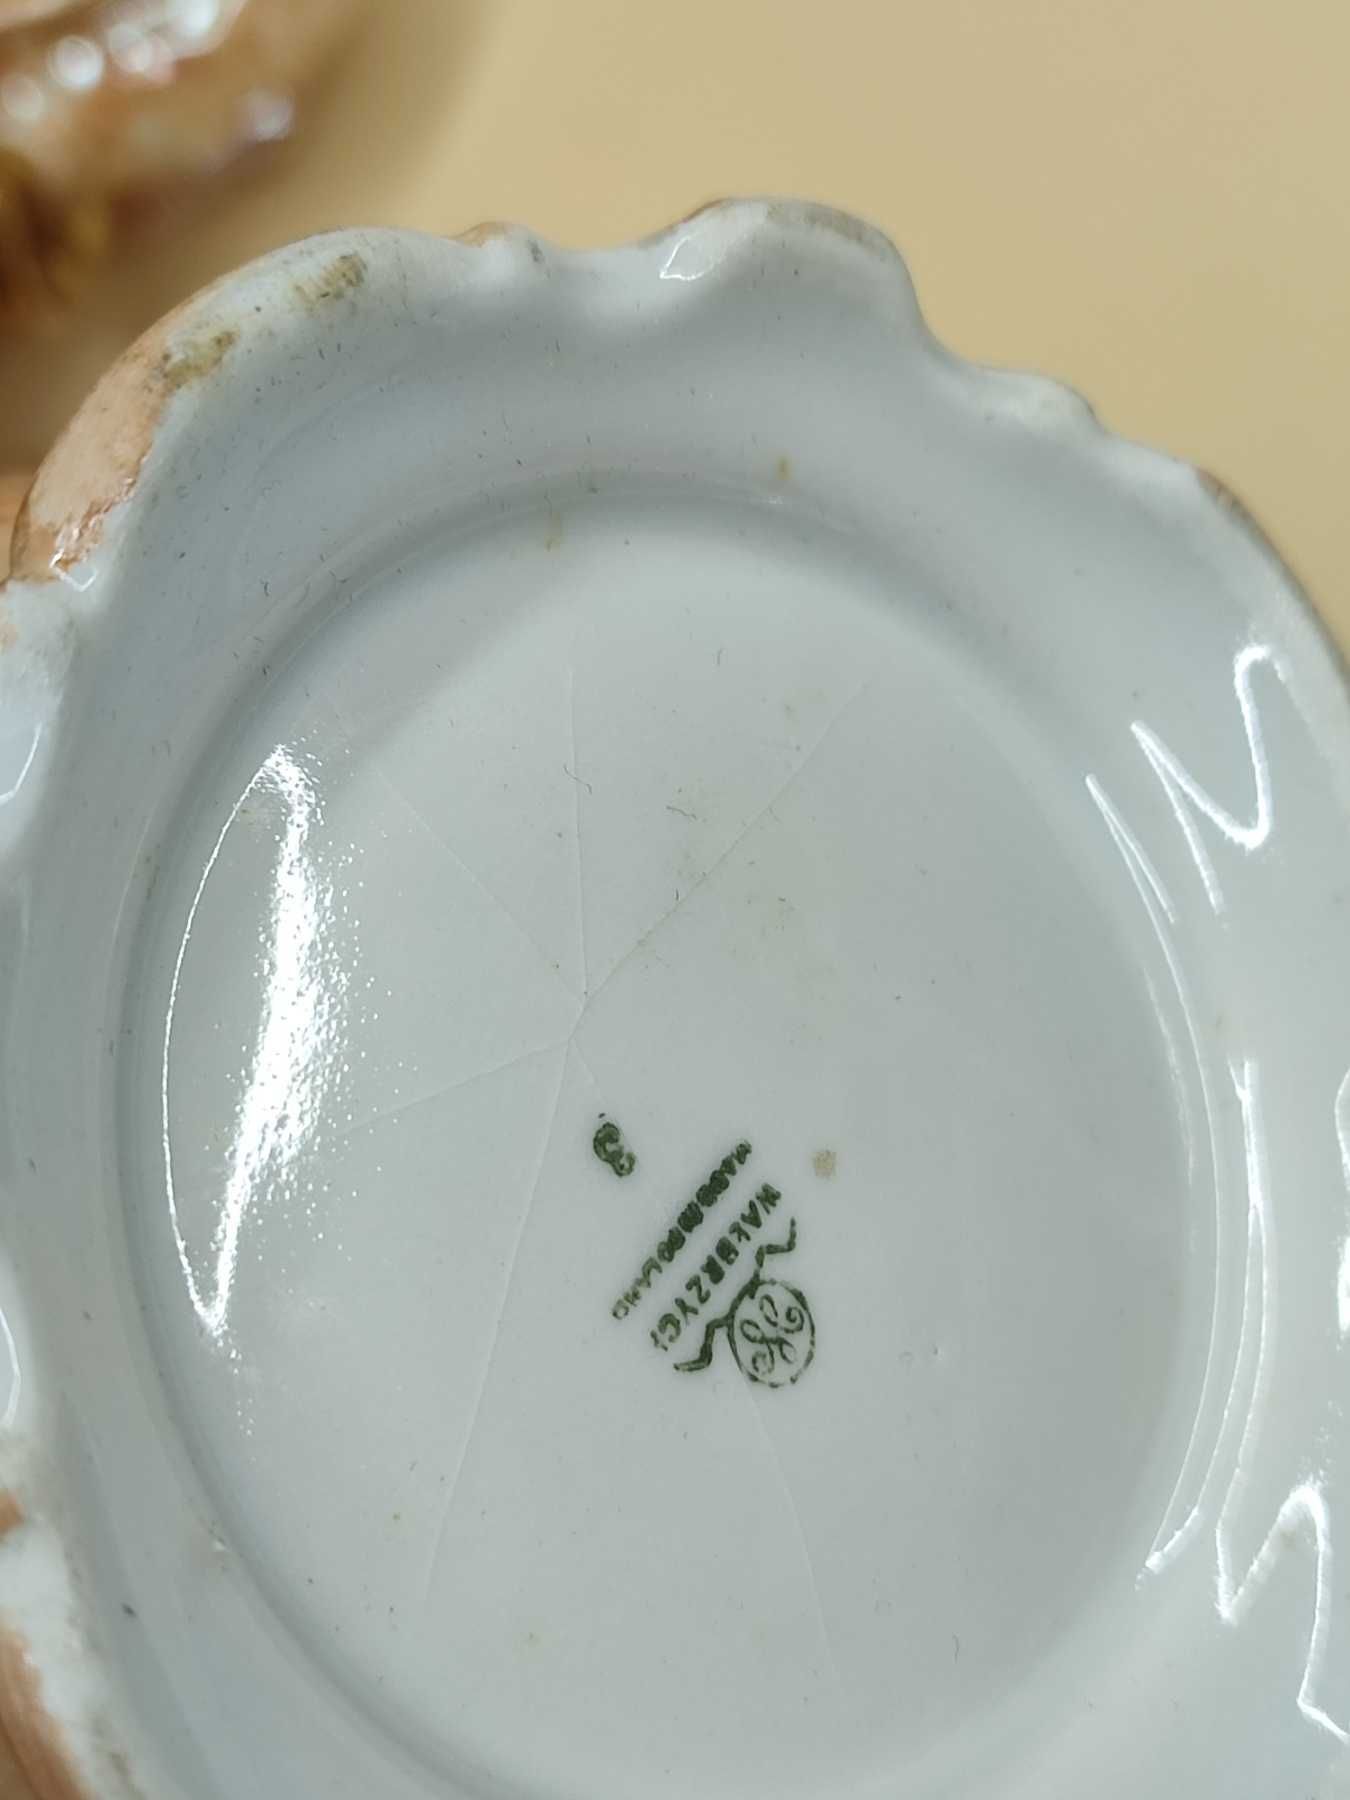 WAŁBRZYCH
MADE IN POLAND
3